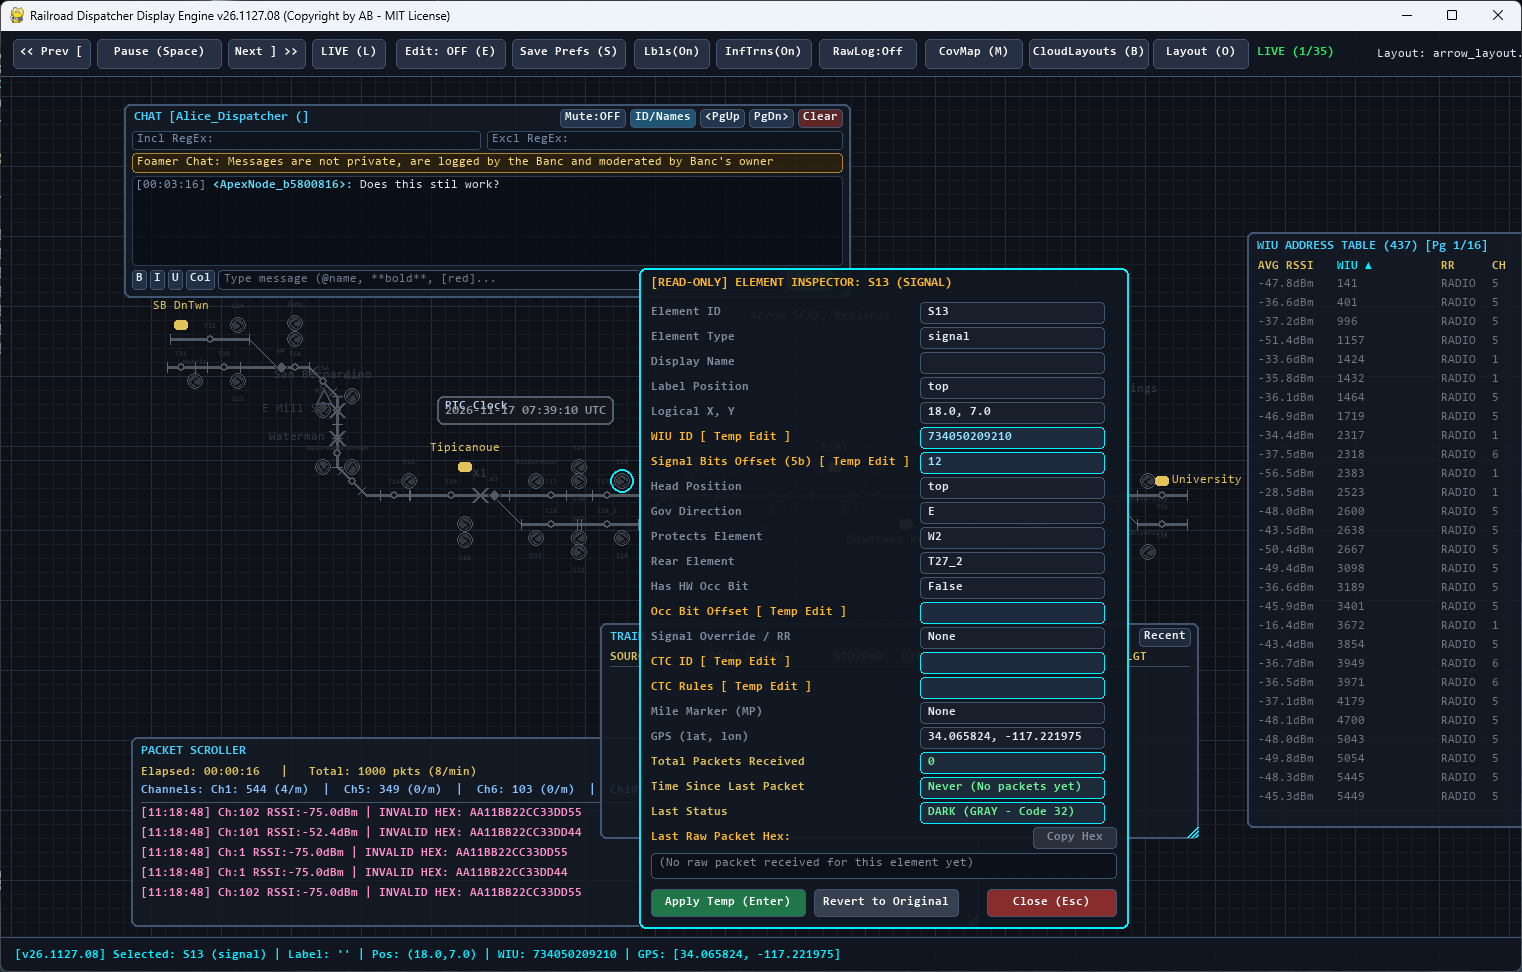 Railroad Dispatcher Display Engine v26.1127.08 (Copyright by AB - MIT License)
<< Prev [
Pause (Space)
Next ] >>
LIVE (L)
Edit: OFF (E)
Save Prefs (S)
Lbls(On)
InfTrns(On)
RawLog:Off
CovMap (M)
CloudLayouts (B)
Layout (O)
LIVE (1/35)
Layout: arrow_layout.
CHAT [Alice_Dispatcher (]
Mute:OFF
ID/Names
<PgUp
PgDn>
Clear
Incl RegEx:
Excl RegEx:
Foamer Chat: Messages are not private, are logged by the Banc and moderated by Banc's owner
[00:03:16] <ApexNode_b5800816>: Does this stil work?
B
I
U
Col
Type message (@name, **bold**, [red]...
SB DnTwn
San Bernardino
E Mill S
Waterman
PTC Clock
2026-11-17 07:39:10 UTC
Tipicanoue
X1
University
ngs
[READ-ONLY] ELEMENT INSPECTOR: S13 (SIGNAL)
Arrow SCAX, Redlands
Element ID S13
Element Type signal
Display Name
Label Position top
Logical X, Y 18.0, 7.0
WIU ID [ Temp Edit ] 734050209210
Signal Bits Offset (5b) [ Temp Edit ] 12
Head Position top
Gov Direction E
Protects Element W2
Rear Element T27_2
Has HW Occ Bit False
Occ Bit Offset [ Temp Edit ]
Signal Override / RR None
CTC ID [ Temp Edit ]
CTC Rules [ Temp Edit ]
Mile Marker (MP) None
GPS (lat, lon) 34.065824, -117.221975
Total Packets Received 0
Time Since Last Packet Never (No packets yet)
Last Status DARK (GRAY - Code 32)
Last Raw Packet Hex:
Copy Hex
(No raw packet received for this element yet)
Apply Temp (Enter)
Revert to Original
Close (Esc)
TRAI
Recent
SOUR
LGT
WIU ADDRESS TABLE (437) [Pg 1/16]
AVG RSSI WIU ▲ RR CH
-47.8dBm 141 RADIO 5
-36.6dBm 401 RADIO 5
-37.2dBm 996 RADIO 5
-51.4dBm 1157 RADIO 5
-33.6dBm 1424 RADIO 1
-35.8dBm 1432 RADIO 1
-36.1dBm 1464 RADIO 5
-46.9dBm 1719 RADIO 5
-34.4dBm 2317 RADIO 1
-37.5dBm 2318 RADIO 6
-56.5dBm 2383 RADIO 1
-28.5dBm 2523 RADIO 1
-48.0dBm 2600 RADIO 5
-43.5dBm 2638 RADIO 5
-50.4dBm 2667 RADIO 5
-49.4dBm 3098 RADIO 5
-36.6dBm 3189 RADIO 5
-45.9dBm 3401 RADIO 5
-16.4dBm 3672 RADIO 1
-43.4dBm 3854 RADIO 5
-36.7dBm 3949 RADIO 6
-36.5dBm 3971 RADIO 6
-37.1dBm 4179 RADIO 5
-48.1dBm 4700 RADIO 5
-48.0dBm 5043 RADIO 5
-49.8dBm 5054 RADIO 5
-48.3dBm 5445 RADIO 5
-45.3dBm 5449 RADIO 5
PACKET SCROLLER
Elapsed: 00:00:16 | Total: 1000 pkts (8/min)
Channels: Ch1: 544 (4/m) | Ch5: 349 (0/m) | Ch6: 103 (0/m) |
[11:18:48] Ch:102 RSSI:-75.0dBm | INVALID HEX: AA11BB22CC33DD55
[11:18:48] Ch:101 RSSI:-52.4dBm | INVALID HEX: AA11BB22CC33DD44
[11:18:48] Ch:1 RSSI:-75.0dBm | INVALID HEX: AA11BB22CC33DD55
[11:18:48] Ch:1 RSSI:-75.0dBm | INVALID HEX: AA11BB22CC33DD44
[11:18:48] Ch:102 RSSI:-75.0dBm | INVALID HEX: AA11BB22CC33DD55
[v26.1127.08] Selected: S13 (signal) | Label: '' | Pos: (18.0,7.0) | WIU: 734050209210 | GPS: [34.065824, -117.221975]